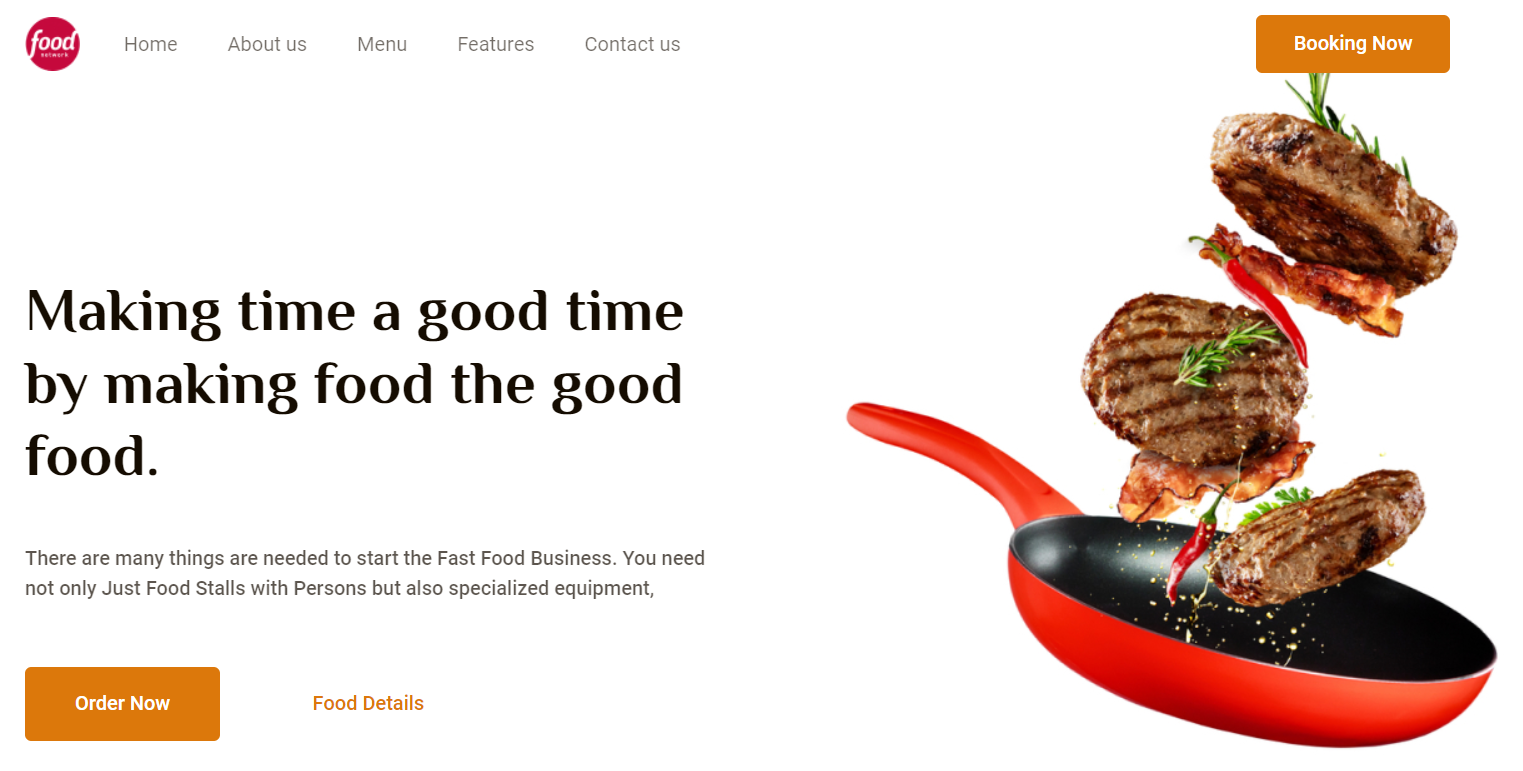 food
network
Home
About us
Menu
Features
Contact us
Booking Now
Making time a good time
by making food the good
food.
There are many things are needed to start the Fast Food Business. You need
not only Just Food Stalls with Persons but also specialized equipment,
Order Now
Food Details